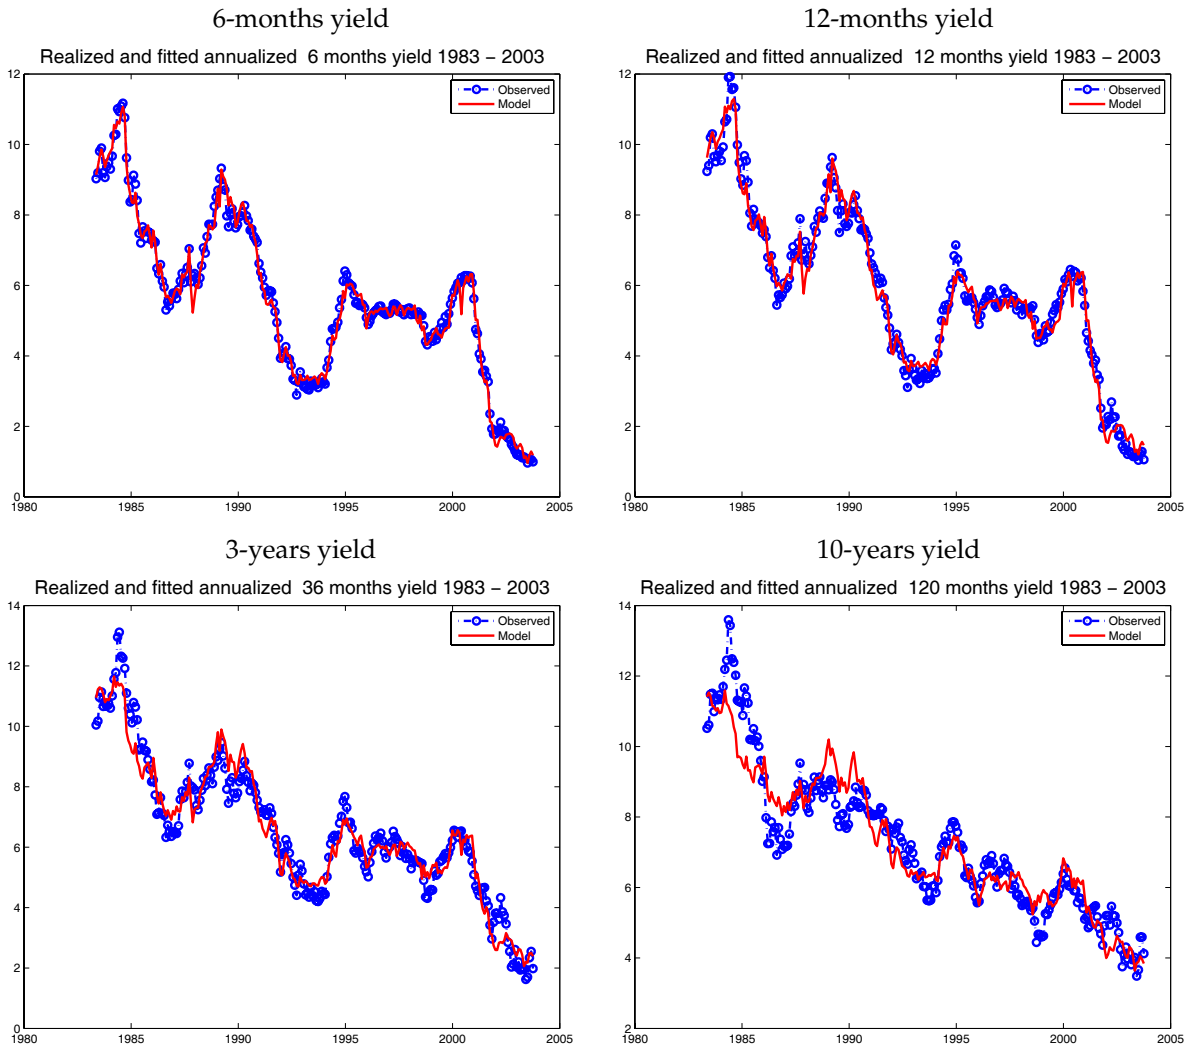 6-months yield
Realized and fitted annualized 6 months yield 1983 – 2003
12
10
8
6
4
2
0
1980 1985 1990 1995 2000 2005
Observed
Model
12-months yield
Realized and fitted annualized 12 months yield 1983 – 2003
12
10
8
6
4
2
0
1980 1985 1990 1995 2000 2005
Observed
Model
3-years yield
Realized and fitted annualized 36 months yield 1983 – 2003
14
12
10
8
6
4
2
0
1980 1985 1990 1995 2000 2005
Observed
Model
10-years yield
Realized and fitted annualized 120 months yield 1983 – 2003
14
12
10
8
6
4
2
1980 1985 1990 1995 2000 2005
Observed
Model